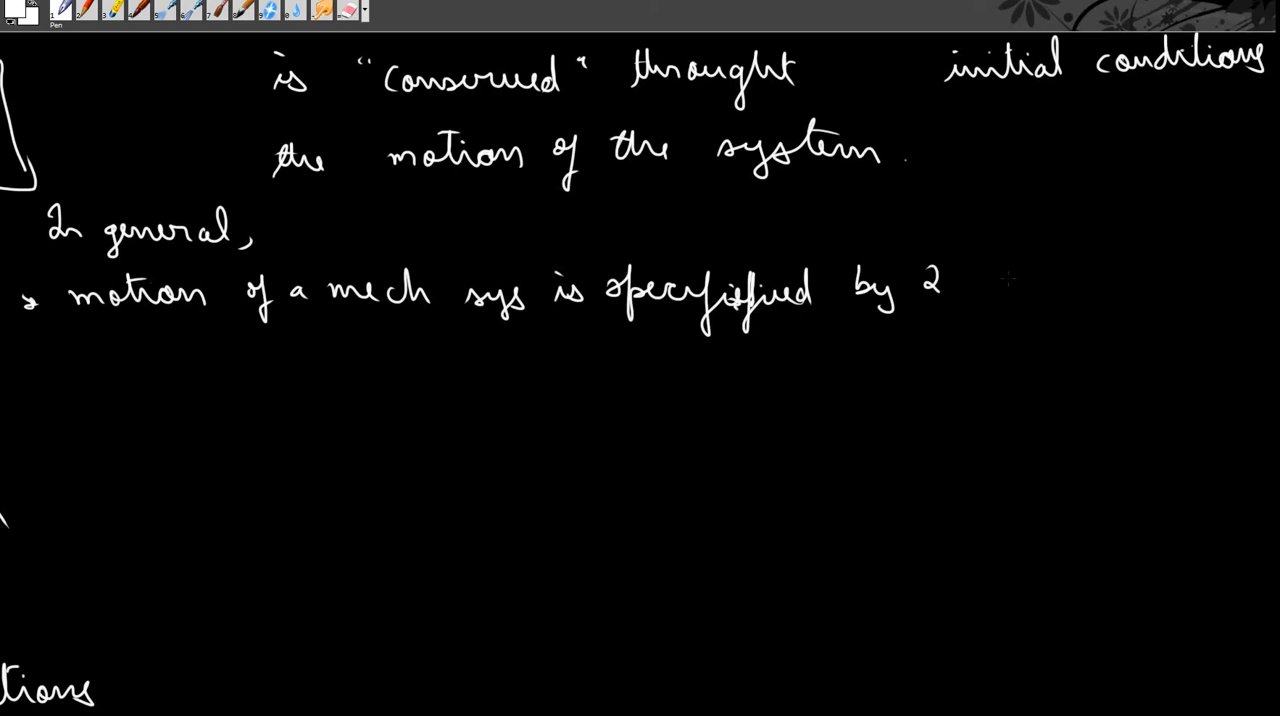 Pen
is "conserved" throught initial conditions
the motion of the system.
In general,
motion of a mech sys is specifified by 2
tions